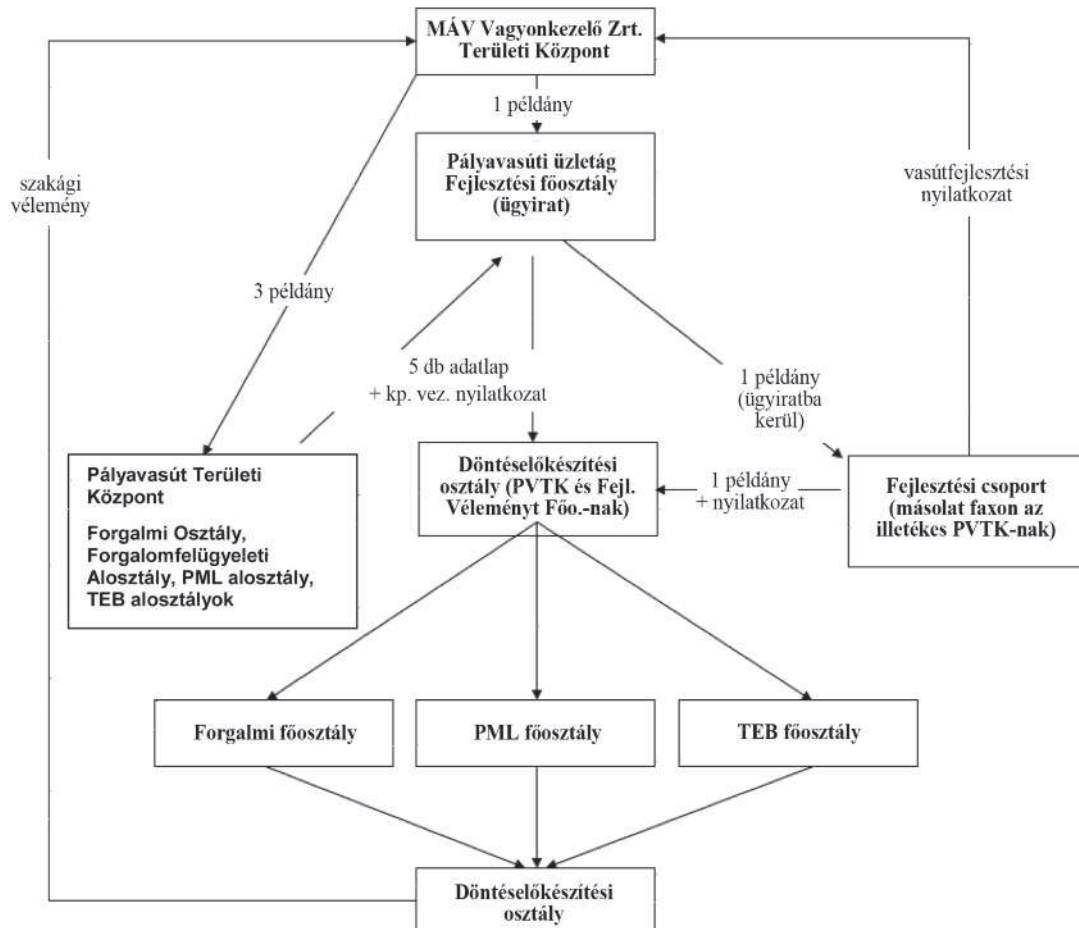 MÁV Vagyonkezelő Zrt.
Területi Központ
1 példány
Pályavasúti üzletág
Fejlesztési főosztály
(ügyirat)
szakági
vélemény
vasútfejlesztési
nyilatkozat
3 példány
5 db adatlap
+ kp. vez. nyilatkozat
1 példány
(ügyiratba
kerül)
Pályavasút Területi
Központ
Forgalmi Osztály,
Forgalomfelügyeleti
Alosztály, PML alosztály,
TEB alosztályok
Döntéselőkészítési
osztály (PVTK és Fejl.
Véleményt Főo.-nak)
1 példány
+ nyilatkozat
Fejlesztési csoport
(másolat faxon az
illetékes PVTK-nak)
Forgalmi főosztály
PML főosztály
TEB főosztály
Döntéselőkészítési
osztály